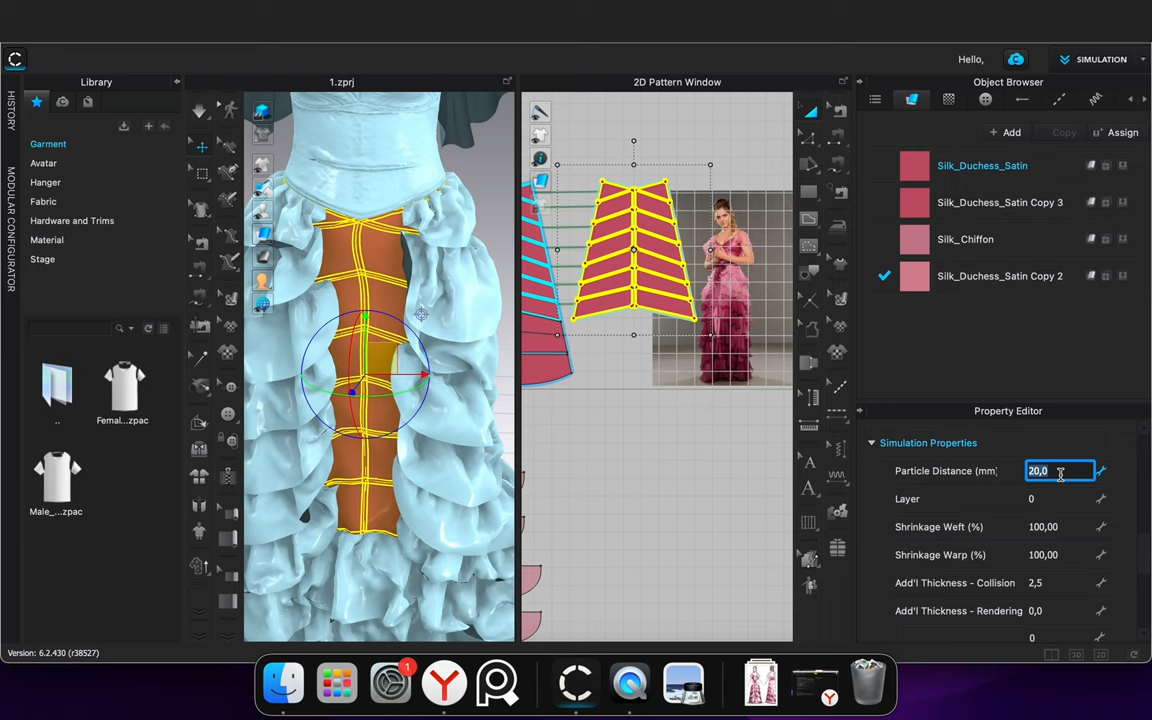 Hello,
SIMULATION
HISTORY
MODULAR CONFIGURATOR
Library
Garment
Avatar
Hanger
Fabric
Hardware and Trims
Material
Stage
..
Femal...zpac
Male_...zpac
1.zprj
2D Pattern Window
Object Browser
Add
Copy
Assign
Silk_Duchess_Satin
Silk_Duchess_Satin Copy 3
Silk_Chiffon
Silk_Duchess_Satin Copy 2
Property Editor
Simulation Properties
Particle Distance (mm) 20,0
Layer 0
Shrinkage Weft (%) 100,00
Shrinkage Warp (%) 100,00
Add'l Thickness - Collision 2,5
Add'l Thickness - Rendering 0,0
0
Version: 6.2.430 (r38527)
3D
2D
1